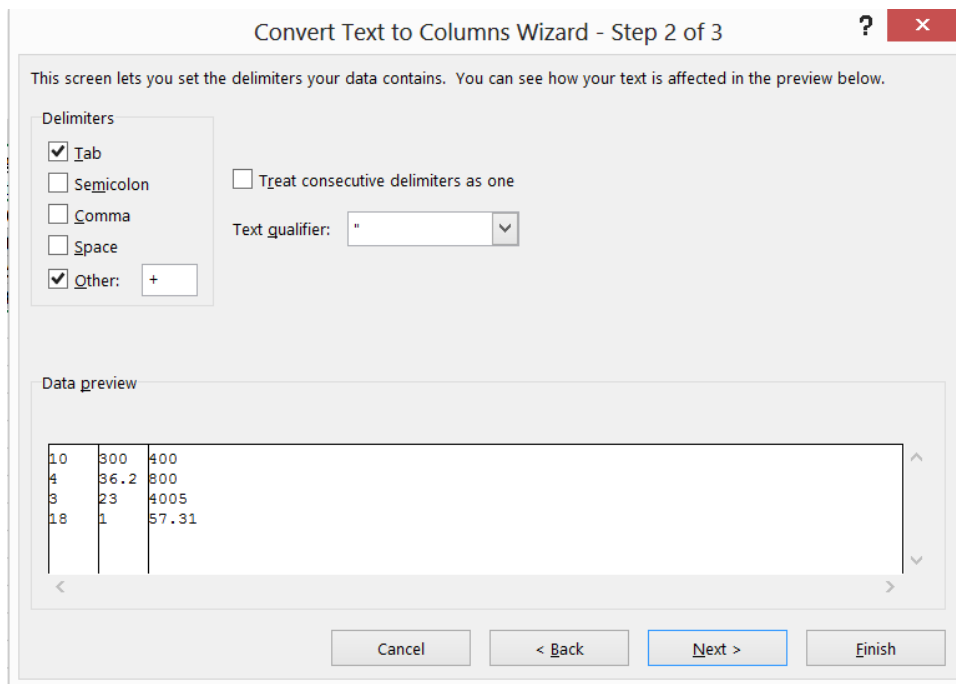 Convert Text to Columns Wizard - Step 2 of 3
?
This screen lets you set the delimiters your data contains.  You can see how your text is affected in the preview below.
Delimiters
Tab
Semicolon
Comma
Space
Other: +
Treat consecutive delimiters as one
Text qualifier: "
Data preview
10 300 400
4 36.2 800
3 23 4005
18 1 57.31
Cancel < Back Next > Finish